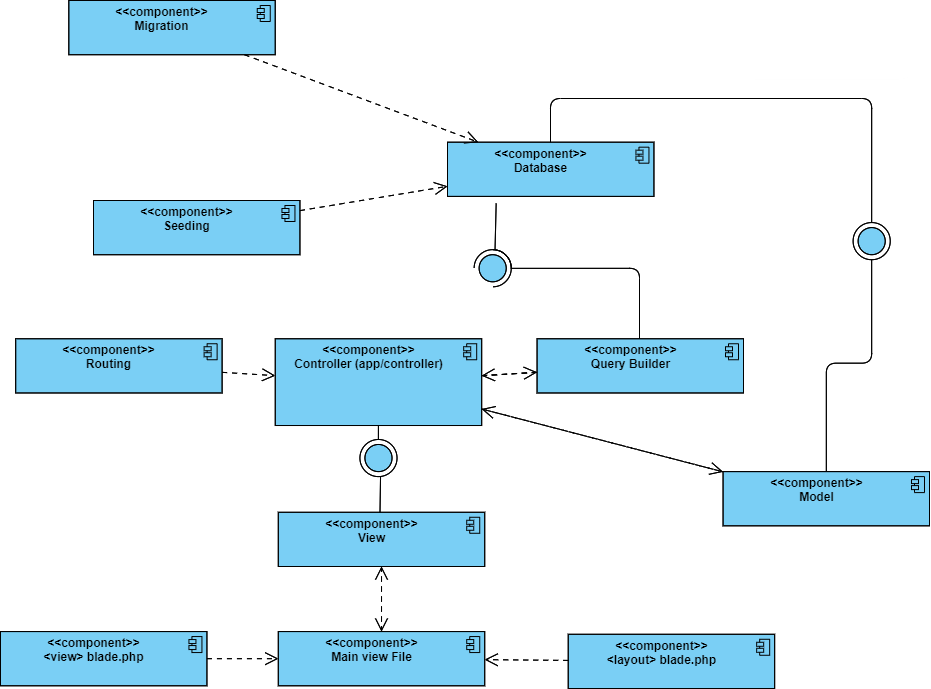 <<component>>
Migration
<<component>>
Database
<<component>>
Seeding
<<component>>
Routing
<<component>>
Controller (app/controller)
<<component>>
Query Builder
<<component>>
Model
<<component>>
View
<<component>>
<view> blade.php
<<component>>
Main view File
<<component>>
<layout> blade.php